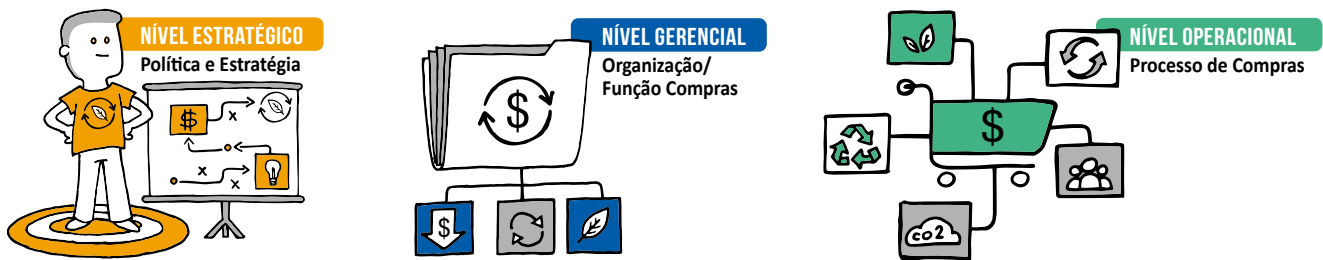 NÍVEL ESTRATÉGICO
Política e Estratégia
$
NÍVEL GERENCIAL
Organização/
Função Compras
$
$
NÍVEL OPERACIONAL
Processo de Compras
$
co2